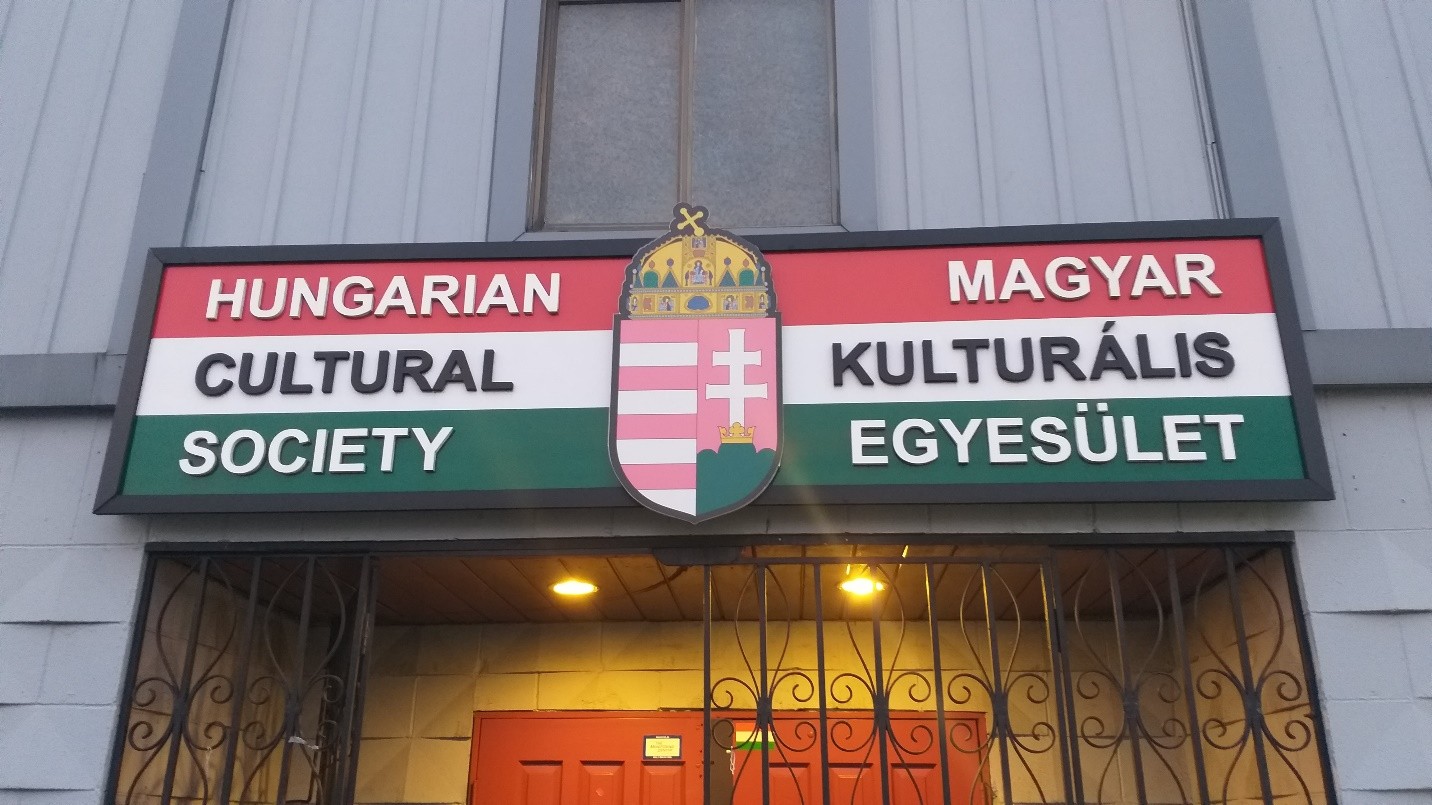 HUNGARIAN
CULTURAL
SOCIETY
MAGYAR
KULTURÁLIS
EGYESÜLET